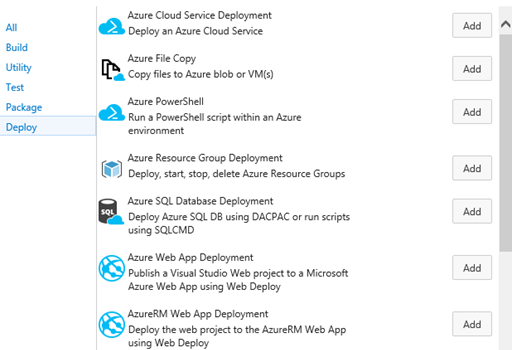 All
Build
Utility
Test
Package
Deploy
Azure Cloud Service Deployment
Deploy an Azure Cloud Service
Add
Azure File Copy
Copy files to Azure blob or VM(s)
Add
Azure PowerShell
Run a PowerShell script within an Azure
environment
Add
Azure Resource Group Deployment
Deploy, start, stop, delete Azure Resource Groups
Add
SQL
Azure SQL Database Deployment
Deploy Azure SQL DB using DACPAC or run scripts
using SQLCMD
Add
Azure Web App Deployment
Publish a Visual Studio Web project to a Microsoft
Azure Web App using Web Deploy
Add
AzureRM Web App Deployment
Deploy the web project to the AzureRM Web App
using Web Deploy
Add